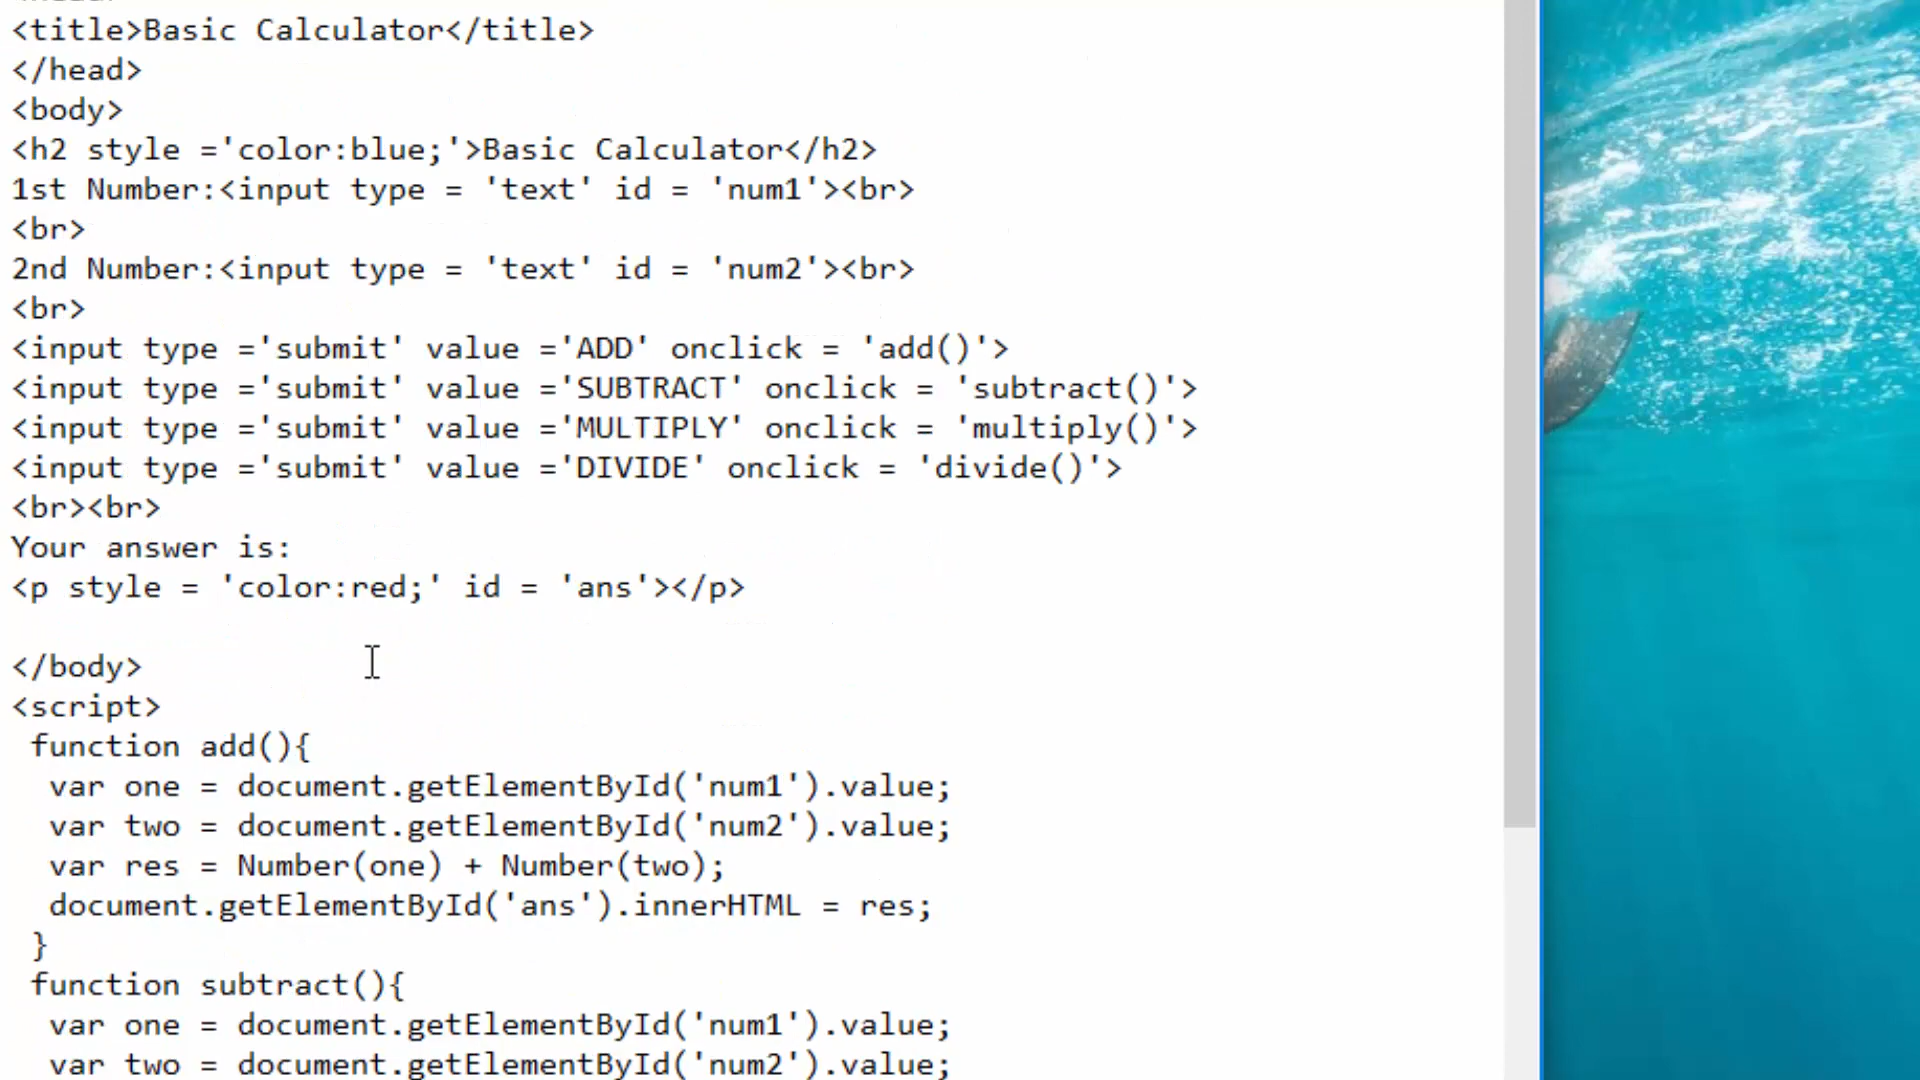 <title>Basic Calculator</title>
</head>
<body>
<h2 style ='color:blue;'>Basic Calculator</h2>
1st Number:<input type = 'text' id = 'num1'><br>
<br>
2nd Number:<input type = 'text' id = 'num2'><br>
<br>
<input type ='submit' value ='ADD' onclick = 'add()'>
<input type ='submit' value ='SUBTRACT' onclick = 'subtract()'>
<input type ='submit' value ='MULTIPLY' onclick = 'multiply()'>
<input type ='submit' value ='DIVIDE' onclick = 'divide()'>
<br><br>
Your answer is:
<p style = 'color:red;' id = 'ans'></p>

</body>
<script>
 function add(){
  var one = document.getElementById('num1').value;
  var two = document.getElementById('num2').value;
  var res = Number(one) + Number(two);
  document.getElementById('ans').innerHTML = res;
 }
 function subtract(){
  var one = document.getElementById('num1').value;
  var two = document.getElementById('num2').value;